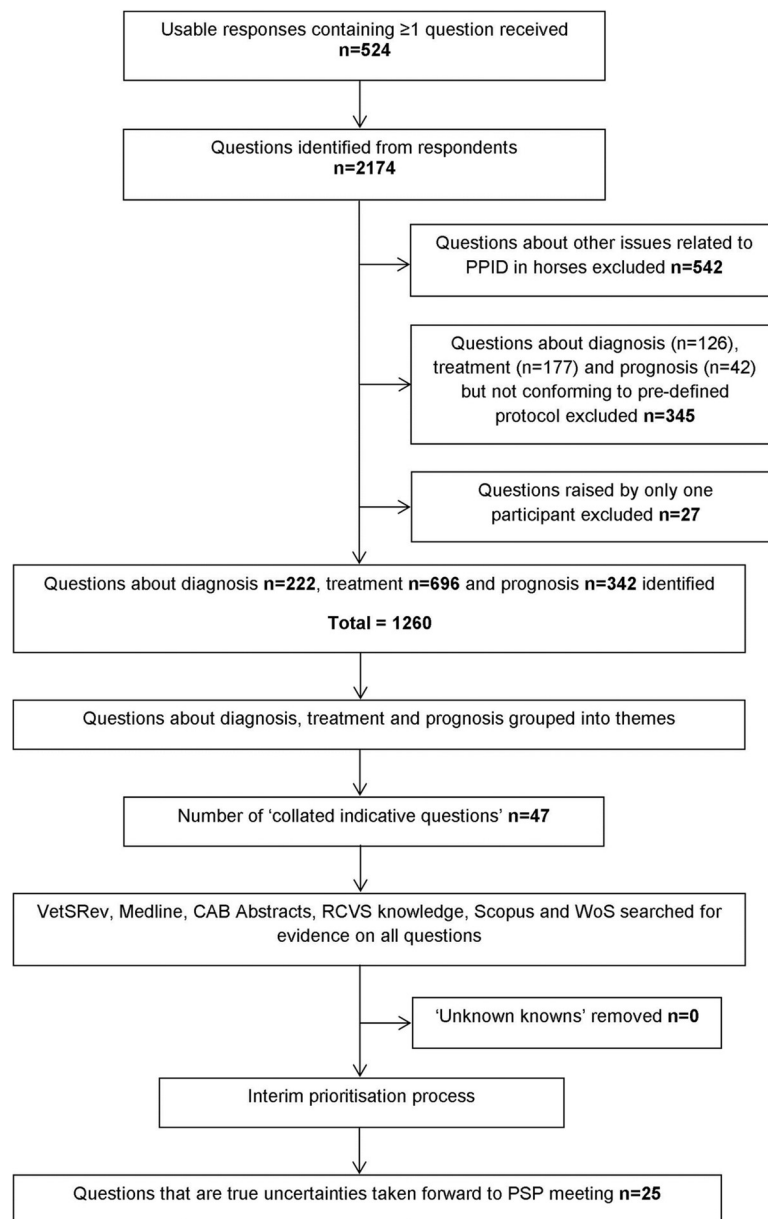 Usable responses containing ≥1 question received
n=524
Questions identified from respondents
n=2174
Questions about other issues related to
PPID in horses excluded n=542
Questions about diagnosis (n=126),
treatment (n=177) and prognosis (n=42)
but not conforming to pre-defined
protocol excluded n=345
Questions raised by only one
participant excluded n=27
Questions about diagnosis n=222, treatment n=696 and prognosis n=342 identified
Total = 1260
Questions about diagnosis, treatment and prognosis grouped into themes
Number of ‘collated indicative questions’ n=47
VetSRev, Medline, CAB Abstracts, RCVS knowledge, Scopus and WoS searched for
evidence on all questions
‘Unknown knowns’ removed n=0
Interim prioritisation process
Questions that are true uncertainties taken forward to PSP meeting n=25